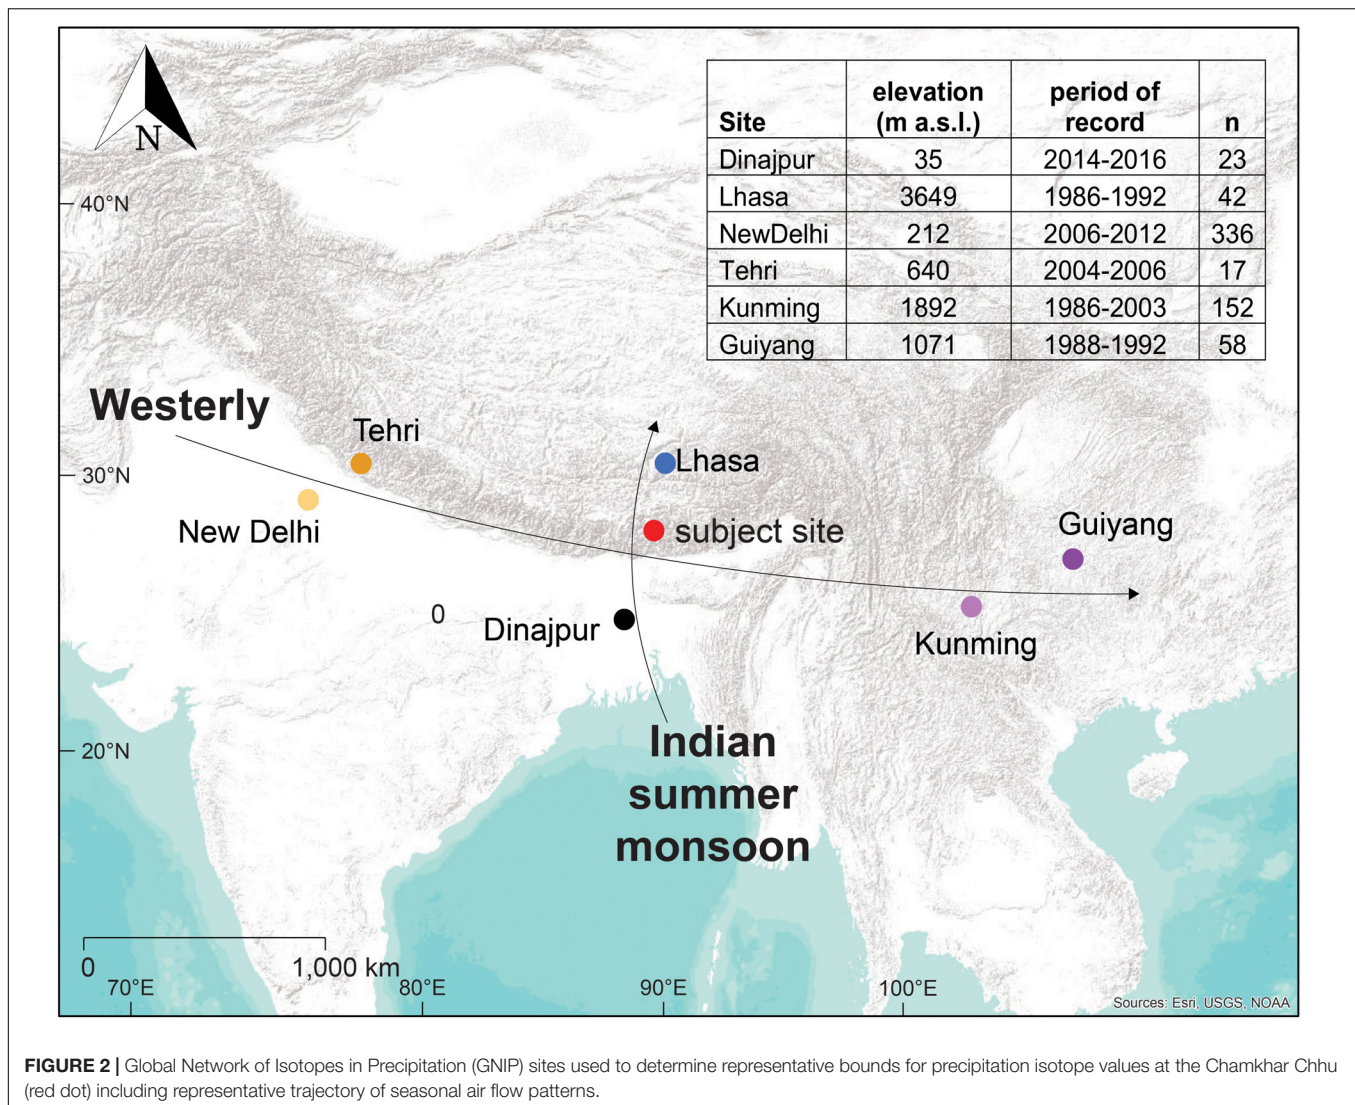 N
Site elevation (m a.s.l.) period of record n
Dinajpur 35 2014-2016 23
Lhasa 3649 1986-1992 42
NewDelhi 212 2006-2012 336
Tehri 640 2004-2006 17
Kunming 1892 1986-2003 152
Guiyang 1071 1988-1992 58
40°N
30°N
20°N
Westerly
Tehri
Lhasa
New Delhi
subject site
Guiyang
0
Dinajpur
Kunming
Indian
summer
monsoon
0 1,000 km
70°E 80°E 90°E 100°E
Sources: Esri, USGS, NOAA
FIGURE 2 | Global Network of Isotopes in Precipitation (GNIP) sites used to determine representative bounds for precipitation isotope values at the Chamkhar Chhu
(red dot) including representative trajectory of seasonal air flow patterns.